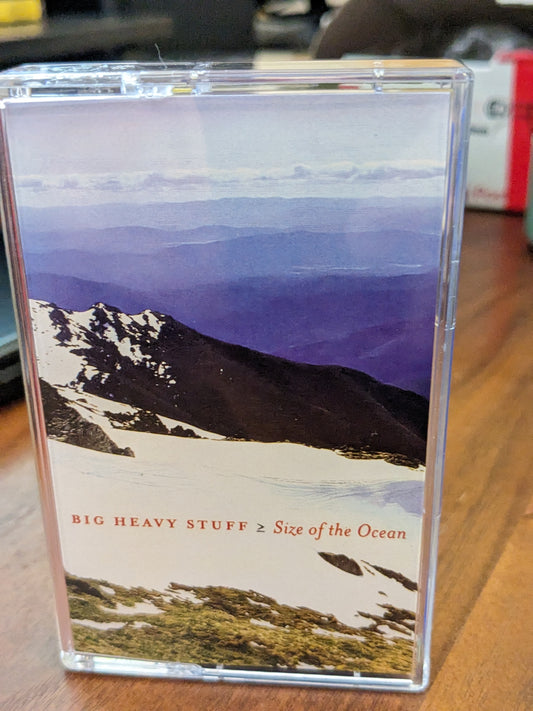 BIG HEAVY STUFF ≥ Size of the Ocean